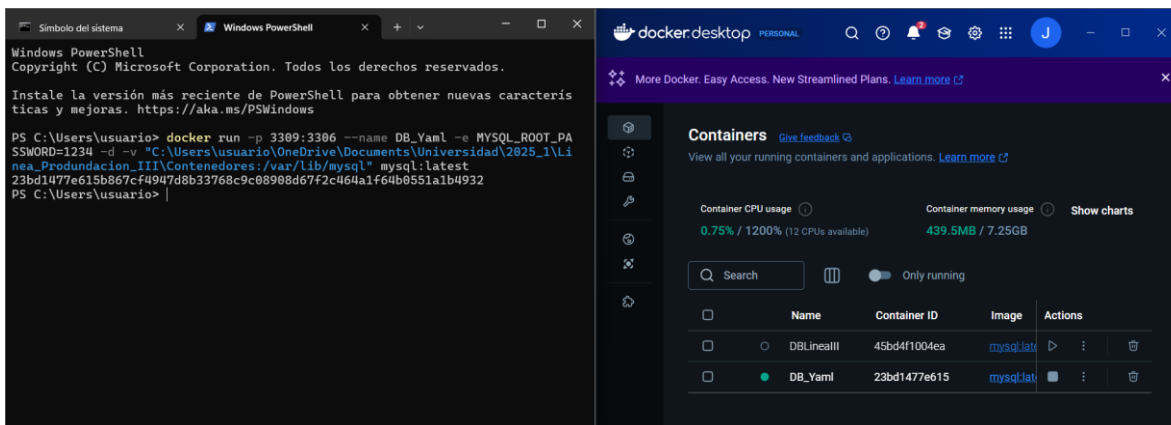 Símbolo del sistema
Windows PowerShell
Windows PowerShell
Copyright (C) Microsoft Corporation. Todos los derechos reservados.
Instale la versión más reciente de PowerShell para obtener nuevas caracterís
ticas y mejoras. https://aka.ms/PSWindows
PS C:\Users\usuario> docker run -p 3309:3306 --name DB_Yaml -e MYSQL_ROOT_PA
SSWORD=1234 -d -v "C:\Users\usuario\OneDrive\Documents\Universidad\2025_1\Li
nea_Produndacion_III\Contenedores:/var/lib/mysql" mysql:latest
23bd1477e615b867cf4947d8b33768c9c08908d67f2c464a1f64b0551a1b4932
PS C:\Users\usuario>
docker.desktop PERSONAL
2
J
More Docker. Easy Access. New Streamlined Plans. Learn more
Containers Give feedback
View all your running containers and applications. Learn more
Container CPU usage
0.75% / 1200% (12 CPUs available)
Container memory usage
439.5MB / 7.25GB
Show charts
Search
Only running
Name Container ID Image Actions
DBLineaIII 45bd4f1004ea mysql:late
DB_Yaml 23bd1477e615 mysql:late